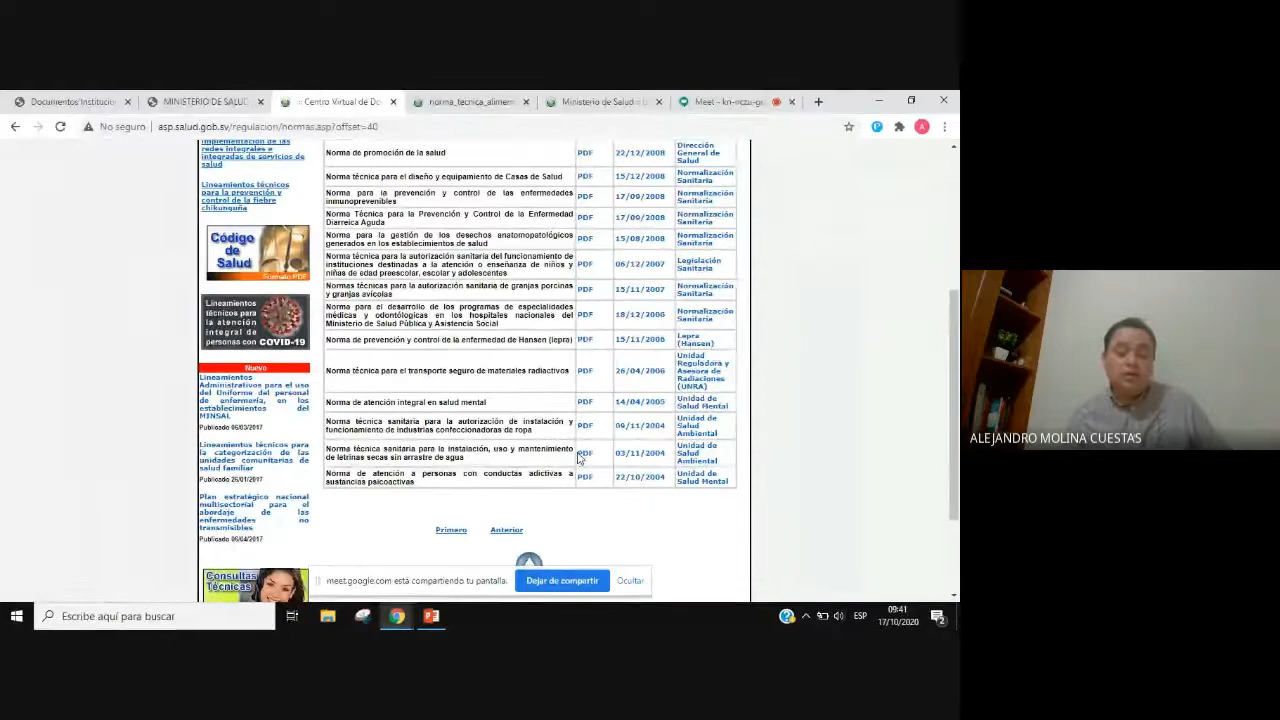 Documentos Institucio
MINISTERIO DE SALUD
:: Centro Virtual de Do
norma_tecnica_alimen
Ministerio de Salud ::
Meet – kn-nczu-g
No seguro
asp.salud.gob.sv/regulacion/normas.asp?offset=40
implementación de las
redes integrales e
integradas de servicios de
salud
Lineamientos técnicos
para la prevención y
control de la fiebre
chikunguña
Código
de
Salud
Formato PDF
Lineamientos
técnicos para
la atención
integral de
personas con COVID-19
Nuevo
Lineamientos
Administrativos para el uso
del Uniforme del personal
de enfermería, en los
establecimientos del
MINSAL
Publicado 06/03/2017
Lineamientos técnicos para
la categorización de las
unidades comunitarias de
salud familiar
Publicado 26/01/2017
Plan estratégico nacional
multisectorial para el
abordaje de las
enfermedades no
transmisibles
Publicado 05/04/2017
Consultas
Técnicas
Norma de promoción de la salud PDF 22/12/2008 Dirección
General de
Salud
Norma técnica para el diseño y equipamiento de Casas de Salud PDF 15/12/2008 Normalización
Sanitaria
Norma para la prevención y control de las enfermedades
inmunoprevenibles PDF 17/09/2008 Normalización
Sanitaria
Norma Técnica para la Prevención y Control de la Enfermedad
Diarreica Aguda PDF 17/09/2008 Normalización
Sanitaria
Norma para la gestión de los desechos anatomopatológicos
generados en los establecimientos de salud PDF 15/08/2008 Normalización
Sanitaria
Norma técnica para la autorización sanitaria del funcionamiento de
instituciones destinadas a la atención o enseñanza de niños y
niñas de edad preescolar, escolar y adolescentes PDF 06/12/2007 Legislación
Sanitaria
Normas técnicas para la autorización sanitaria de granjas porcinas
y granjas avícolas PDF 15/11/2007 Normalización
Sanitaria
Norma para el desarrollo de los programas de especialidades
médicas y odontólogicas en los hospitales nacionales del
Ministerio de Salud Pública y Asistencia Social PDF 18/12/2006 Normalización
Sanitaria
Norma de prevención y control de la enfermedad de Hansen (lepra) PDF 15/11/2006 Lepra
(Hansen)
Norma técnica para el transporte seguro de materiales radiactivos PDF 26/04/2006 Unidad
Reguladora y
Asesora de
Radiaciones
(UNRA)
Norma de atención integral en salud mental PDF 14/04/2005 Unidad de
Salud Mental
Norma técnica sanitaria para la autorización de instalación y
funcionamiento de industrias confeccionadoras de ropa PDF 09/11/2004 Unidad de
Salud
Ambiental
Norma técnica sanitaria para la instalación, uso y mantenimiento
de letrinas secas sin arrastre de agua PDF 03/11/2004 Unidad de
Salud
Ambiental
Norma de atención a personas con conductas adictivas a
sustancias psicoactivas PDF 22/10/2004 Unidad de
Salud Mental
Primero Anterior
meet.google.com está compartiendo tu pantalla. Dejar de compartir Ocultar
Escribe aquí para buscar
ESP
09:41
17/10/2020
2
ALEJANDRO MOLINA CUESTAS